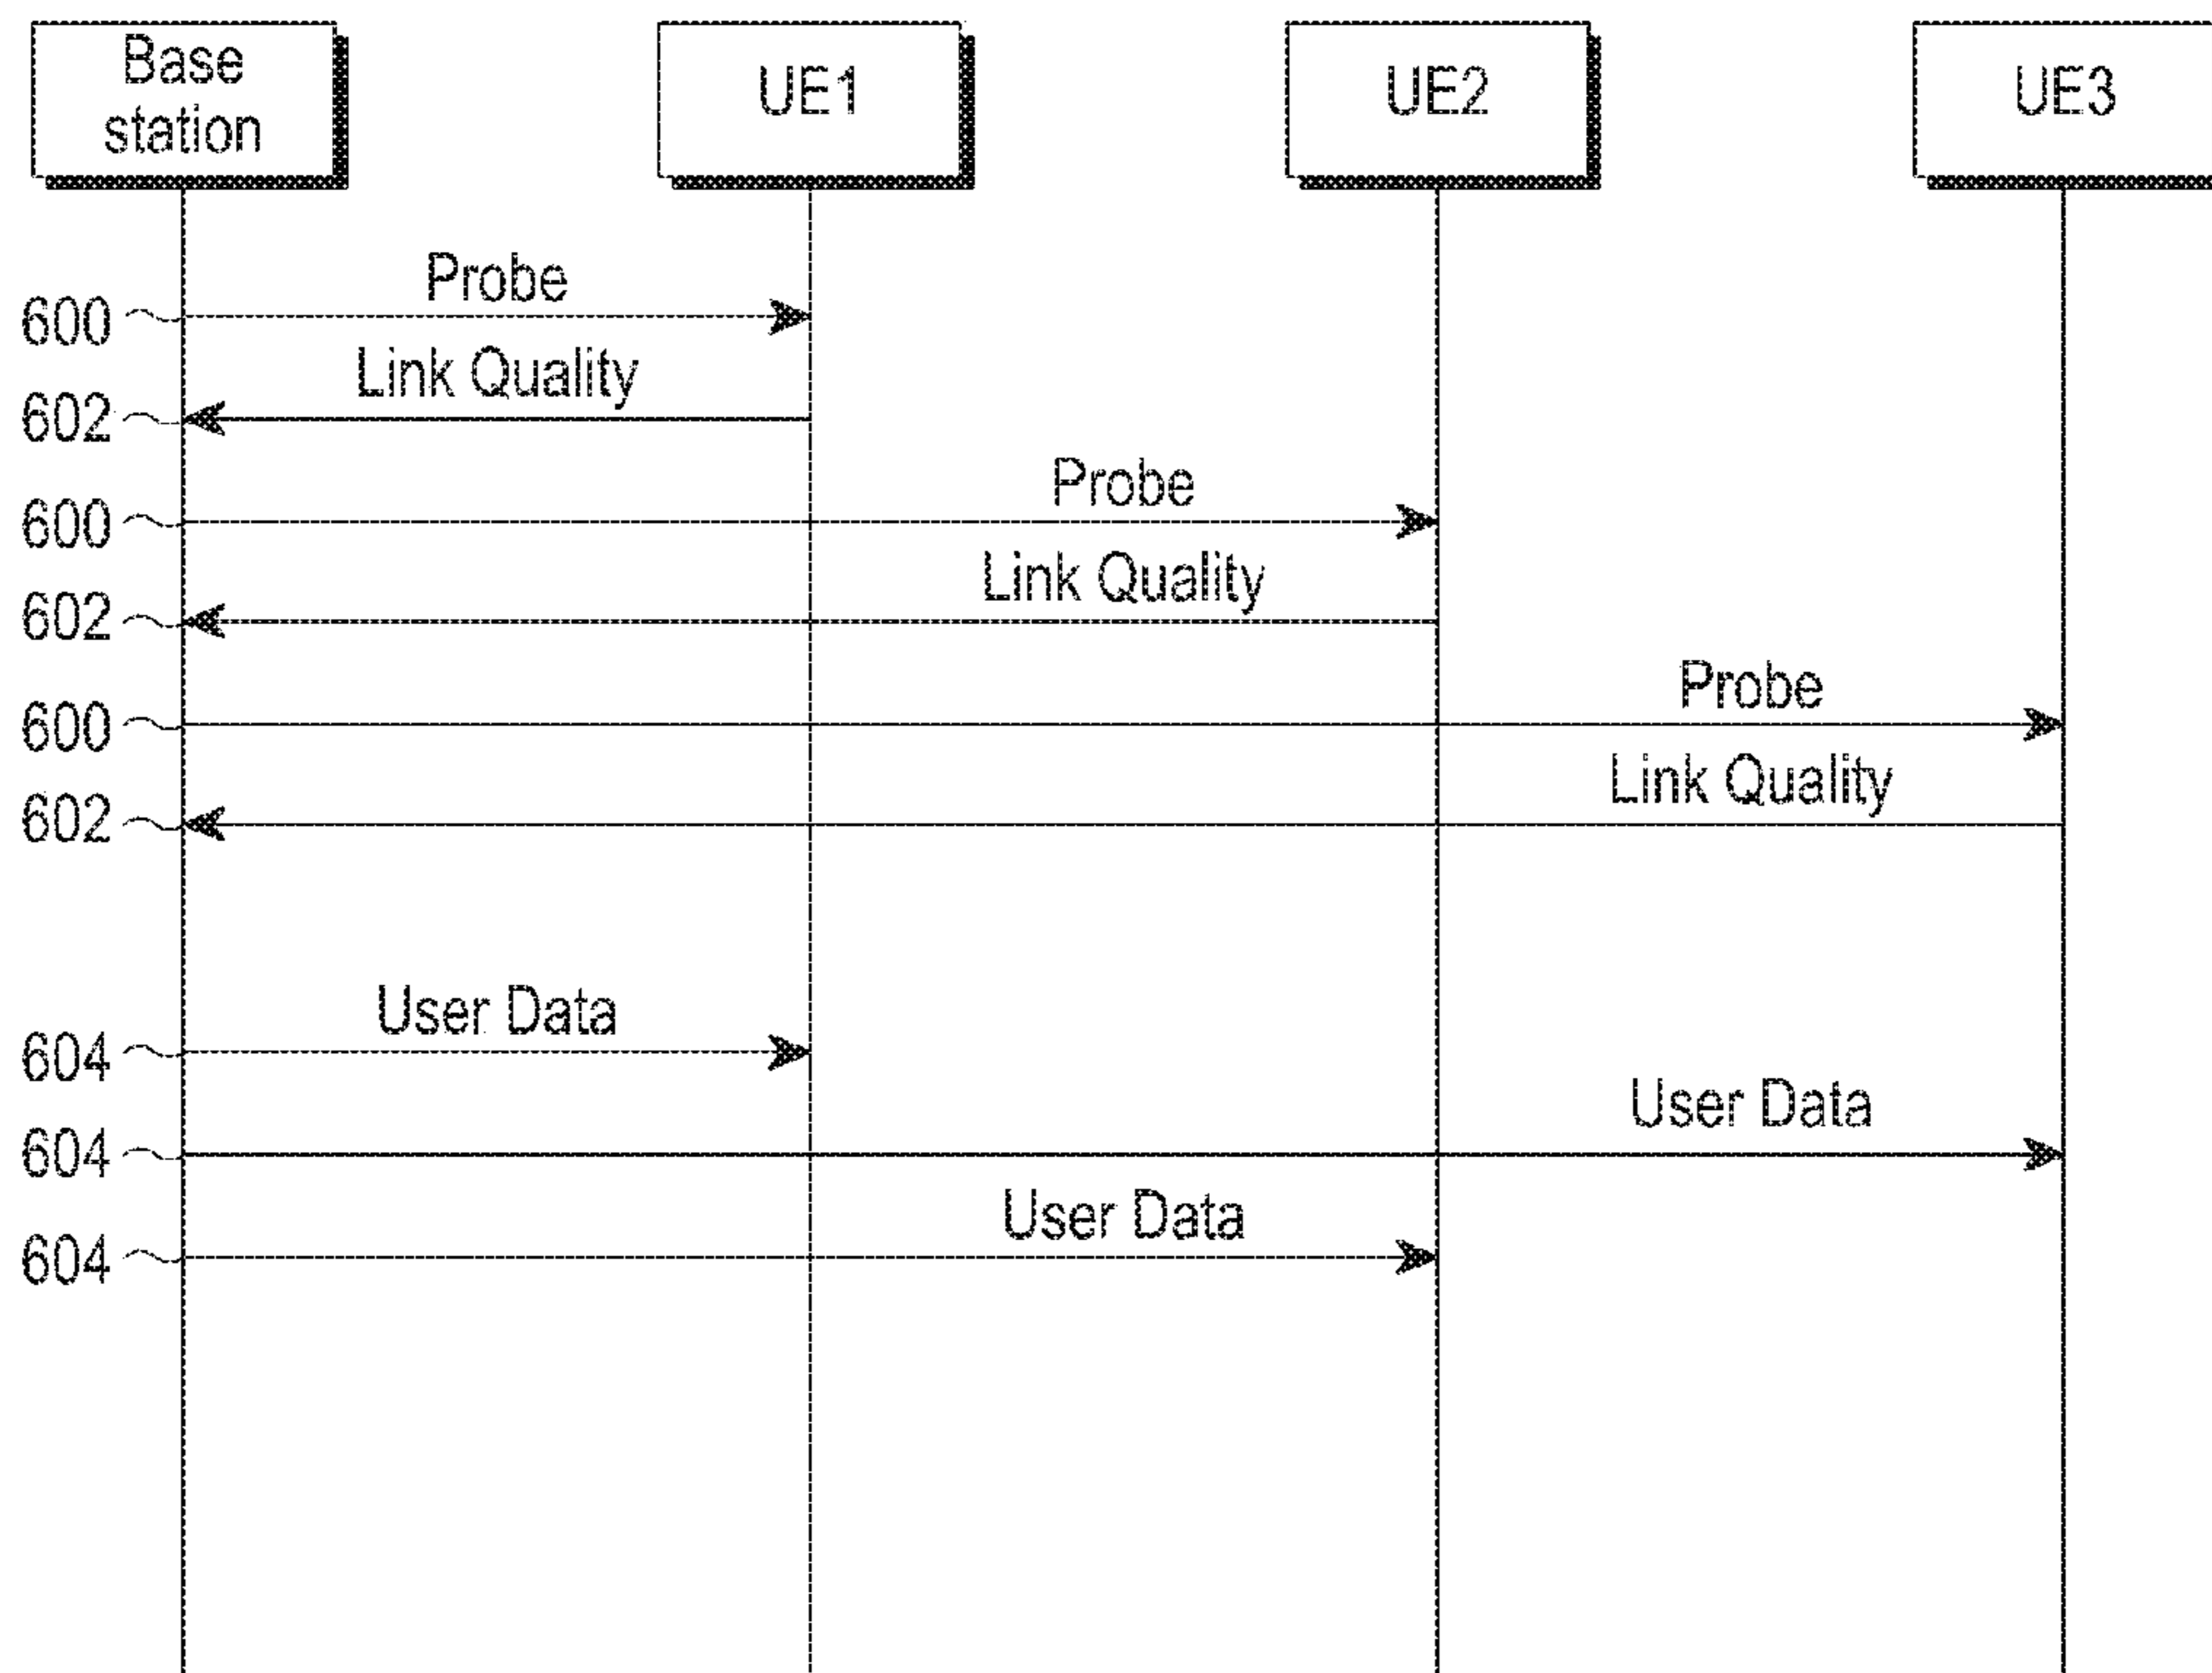 Base
station
UE1
UE2
UE3
Probe
600
Link Quality
602
Probe
600
Link Quality
602
Probe
600
Link Quality
602
User Data
604
User Data
604
User Data
604